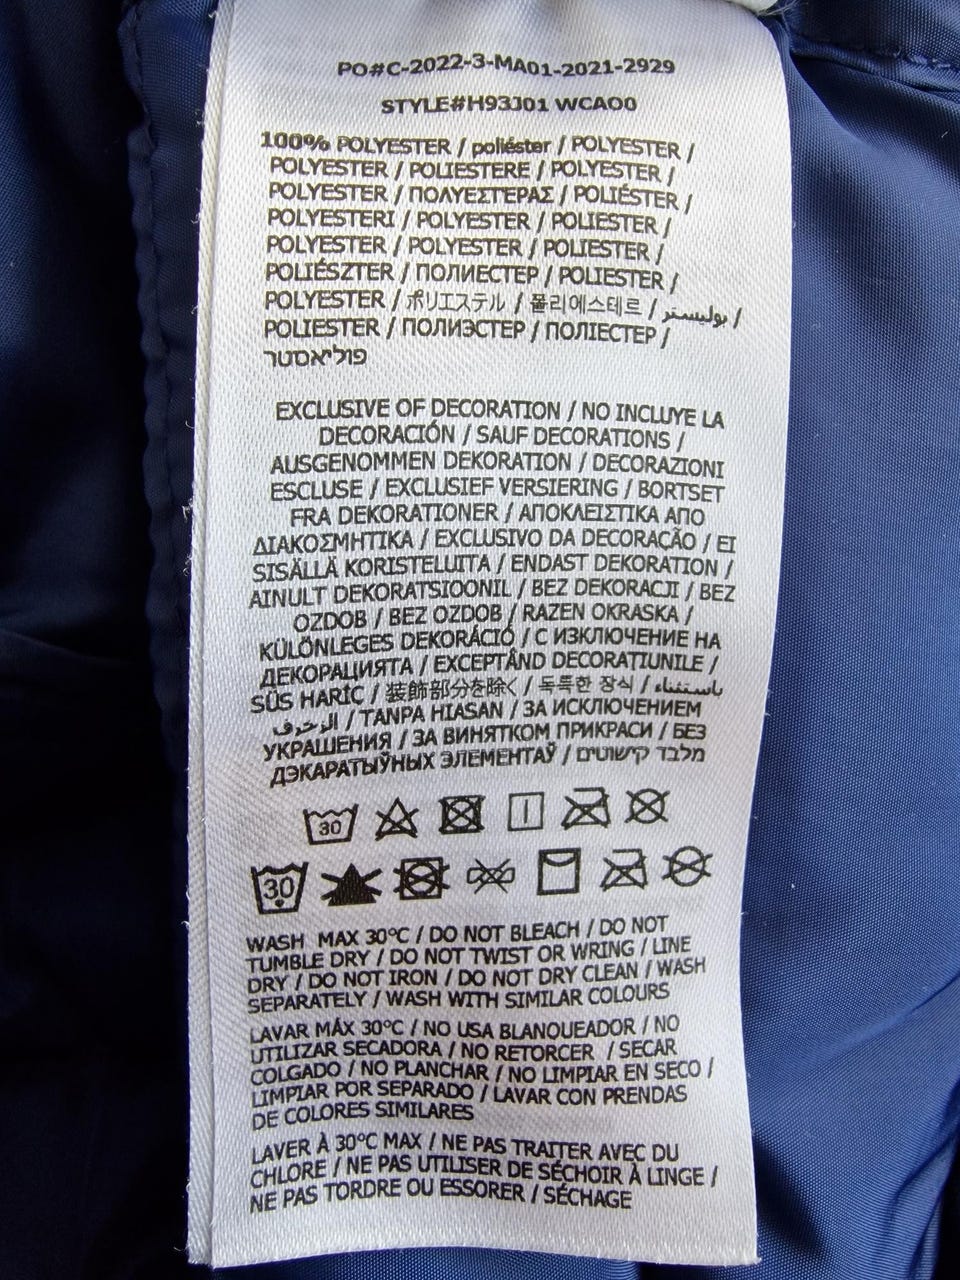 PO#C-2022-3-MA01-2021-2929
STYLE#H93J01 WCAO0
100% POLYESTER / poliéster / POLYESTER /
POLYESTER / POLIESTERE / POLYESTER /
POLYESTER / ΠΟΛΥΕΣΤΕΡΑΣ / POLIÉSTER /
POLYESTERI / POLYESTER / POLIESTER /
POLYESTER / POLYESTER / POLIESTER /
POLIÉSZTER / ПОЛИЕСТЕР / POLIESTER /
POLYESTER / ポリエステル / 폴리에스테르 / بوليستر /
POLIESTER / ПОЛИЭСТЕР / ПОЛІЕСТЕР /
פוליאסטר
EXCLUSIVE OF DECORATION / NO INCLUYE LA
DECORACIÓN / SAUF DECORATIONS /
AUSGENOMMEN DEKORATION / DECORAZIONI
ESCLUSE / EXCLUSIEF VERSIERING / BORTSET
FRA DEKORATIONER / ΑΠΟΚΛΕΙΣΤΙΚΑ ΑΠΟ
ΔΙΑΚΟΣΜΗΤΙΚΑ / EXCLUSIVO DA DECORAÇÃO / EI
SISÄLLÄ KORISTELUITA / ENDAST DEKORATION /
AINULT DEKORATSIOONIL / BEZ DEKORACJI / BEZ
OZDOB / BEZ OZDOB / RAZEN OKRASKA /
KÜLÖNLEGES DEKORÁCIÓ / С ИЗКЛЮЧЕНИЕ НА
ДЕКОРАЦИЯТА / EXCEPTÂND DECORAȚIUNILE /
SÜS HARİÇ / 装飾部分を除く / 독특한 장식 / باستثناء
الزخرف / TANPA HIASAN / ЗА ИСКЛЮЧЕНИЕМ
УКРАШЕНИЯ / ЗА ВИНЯТКОМ ПРИКРАСИ / БЕЗ
ДЭКАРАТЫЎНЫХ ЭЛЕМЕНТАЎ / מלבד קישוטים
30
30
WASH MAX 30°C / DO NOT BLEACH / DO NOT
TUMBLE DRY / DO NOT TWIST OR WRING / LINE
DRY / DO NOT IRON / DO NOT DRY CLEAN / WASH
SEPARATELY / WASH WITH SIMILAR COLOURS
LAVAR MÁX 30°C / NO USA BLANQUEADOR / NO
UTILIZAR SECADORA / NO RETORCER / SECAR
COLGADO / NO PLANCHAR / NO LIMPIAR EN SECO /
LIMPIAR POR SEPARADO / LAVAR CON PRENDAS
DE COLORES SIMILARES
LAVER À 30°C MAX / NE PAS TRAITER AVEC DU
CHLORE / NE PAS UTILISER DE SÉCHOIR À LINGE /
NE PAS TORDRE OU ESSORER / SÉCHAGE